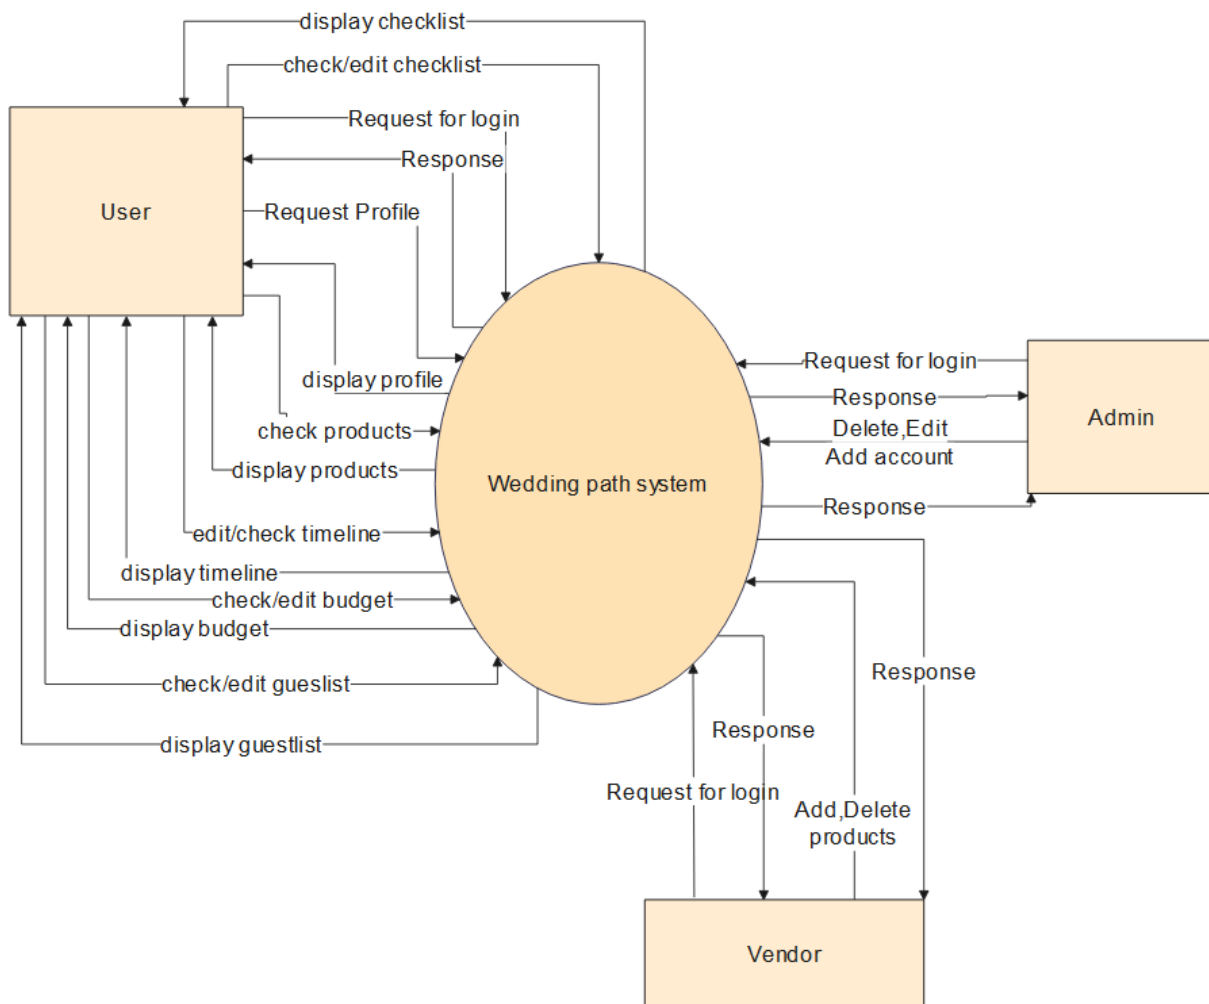 display checklist
check/edit checklist
Request for login
Response
User
Request Profile
display profile
check products
display products
edit/check timeline
display timeline
check/edit budget
display budget
check/edit gueslist
display guestlist
Wedding path system
Request for login
Response
Delete,Edit
Add account
Response
Admin
Response
Response
Request for login
Add,Delete
products
Vendor